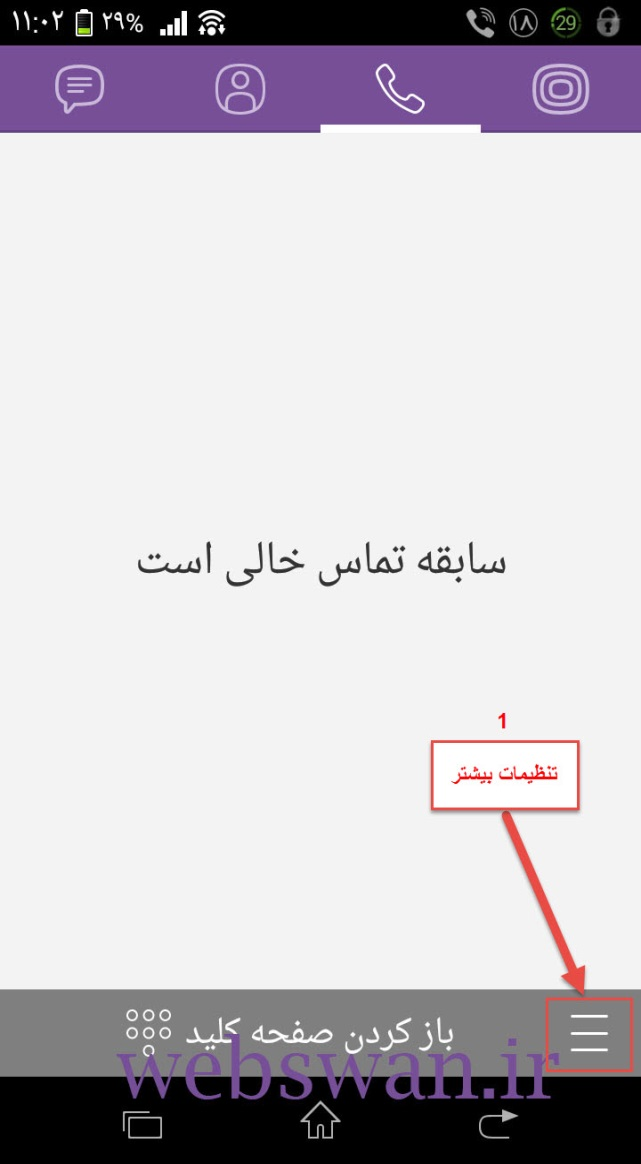 ۱۱:۰۲ ۲۹% ۱۸ 29
سابقه تماس خالی است
1
تنظیمات بیشتر
باز کردن صفحه کلید
webswan.ir